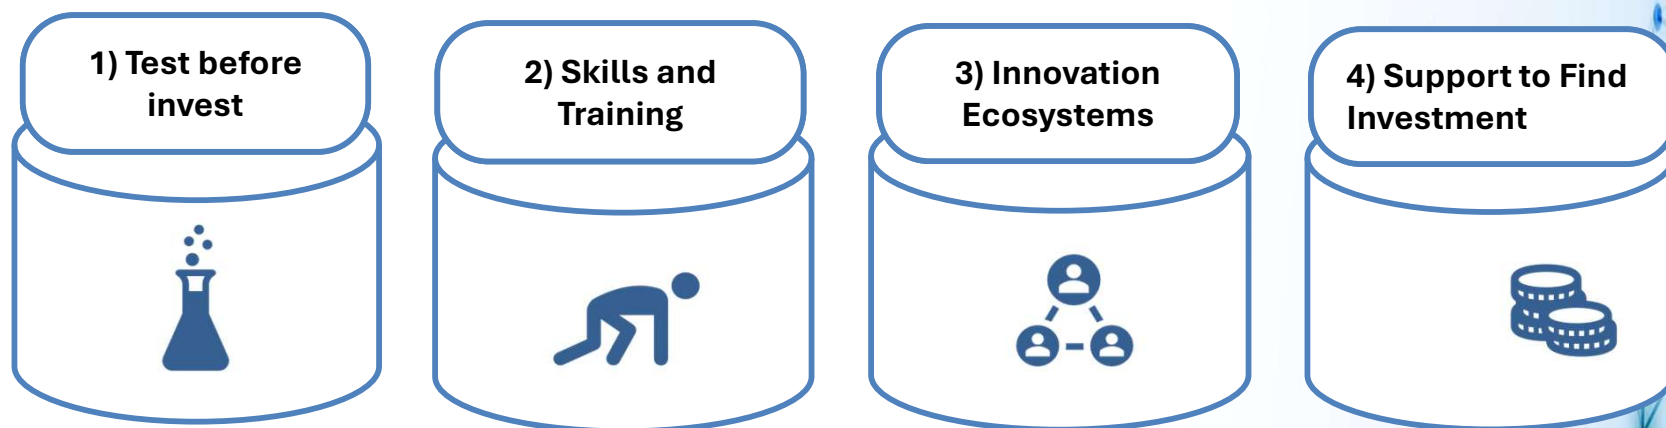 1) Test before
invest
2) Skills and
Training
3) Innovation
Ecosystems
4) Support to Find
Investment